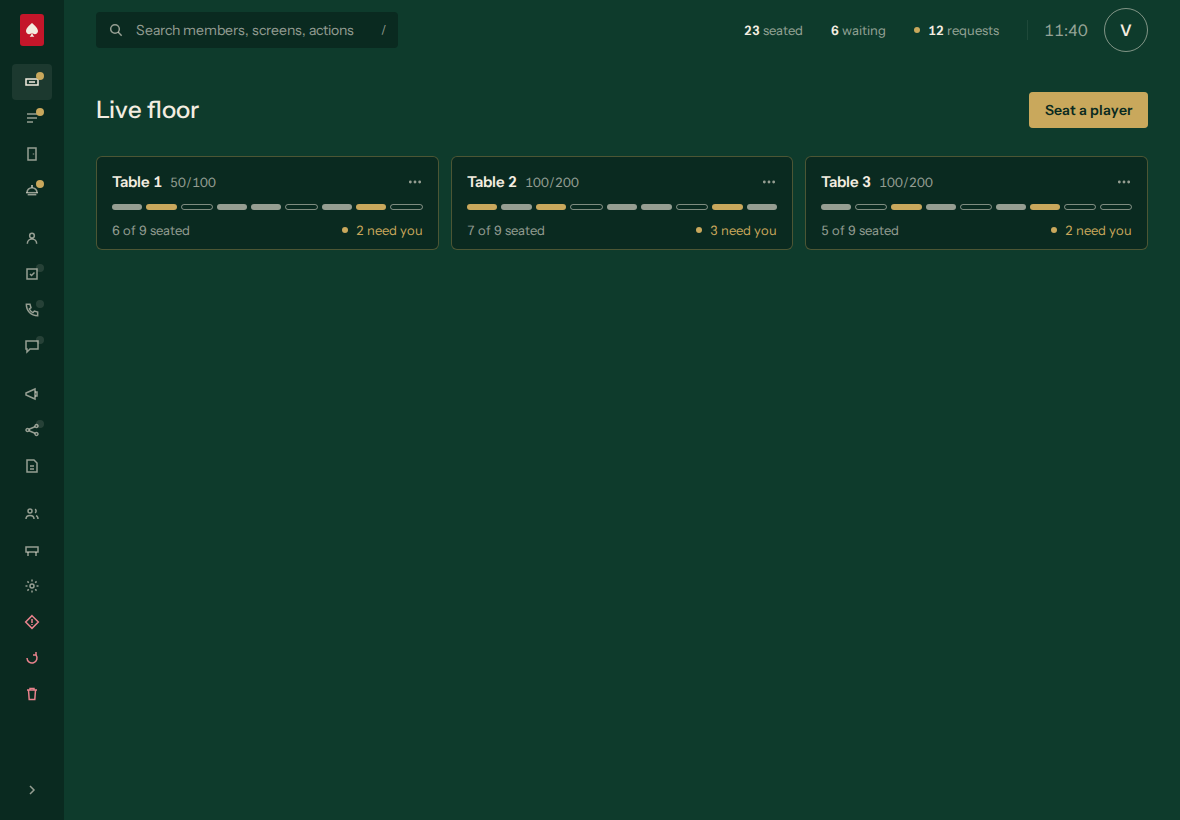 Search members, screens, actions /
23 seated 6 waiting 12 requests 11:40 V
Live floor
Seat a player
Table 1 50/100
6 of 9 seated 2 need you
Table 2 100/200
7 of 9 seated 3 need you
Table 3 100/200
5 of 9 seated 2 need you